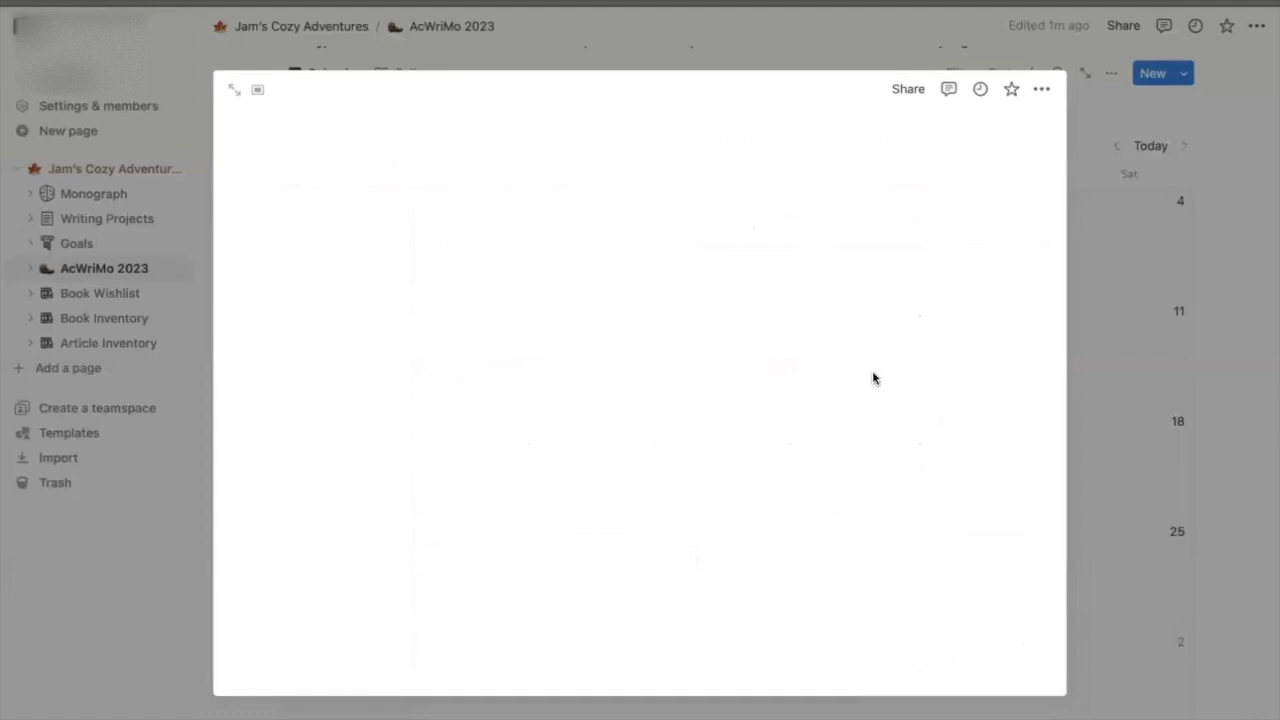 Jam's Cozy Adventures / AcWriMo 2023
Edited 1m ago
Share
New
Share
Settings & members
New page
Jam's Cozy Adventur...
Monograph
Writing Projects
Goals
AcWriMo 2023
Book Wishlist
Book Inventory
Article Inventory
Add a page
Create a teamspace
Templates
Import
Trash
Today
Sat
4
11
18
25
2